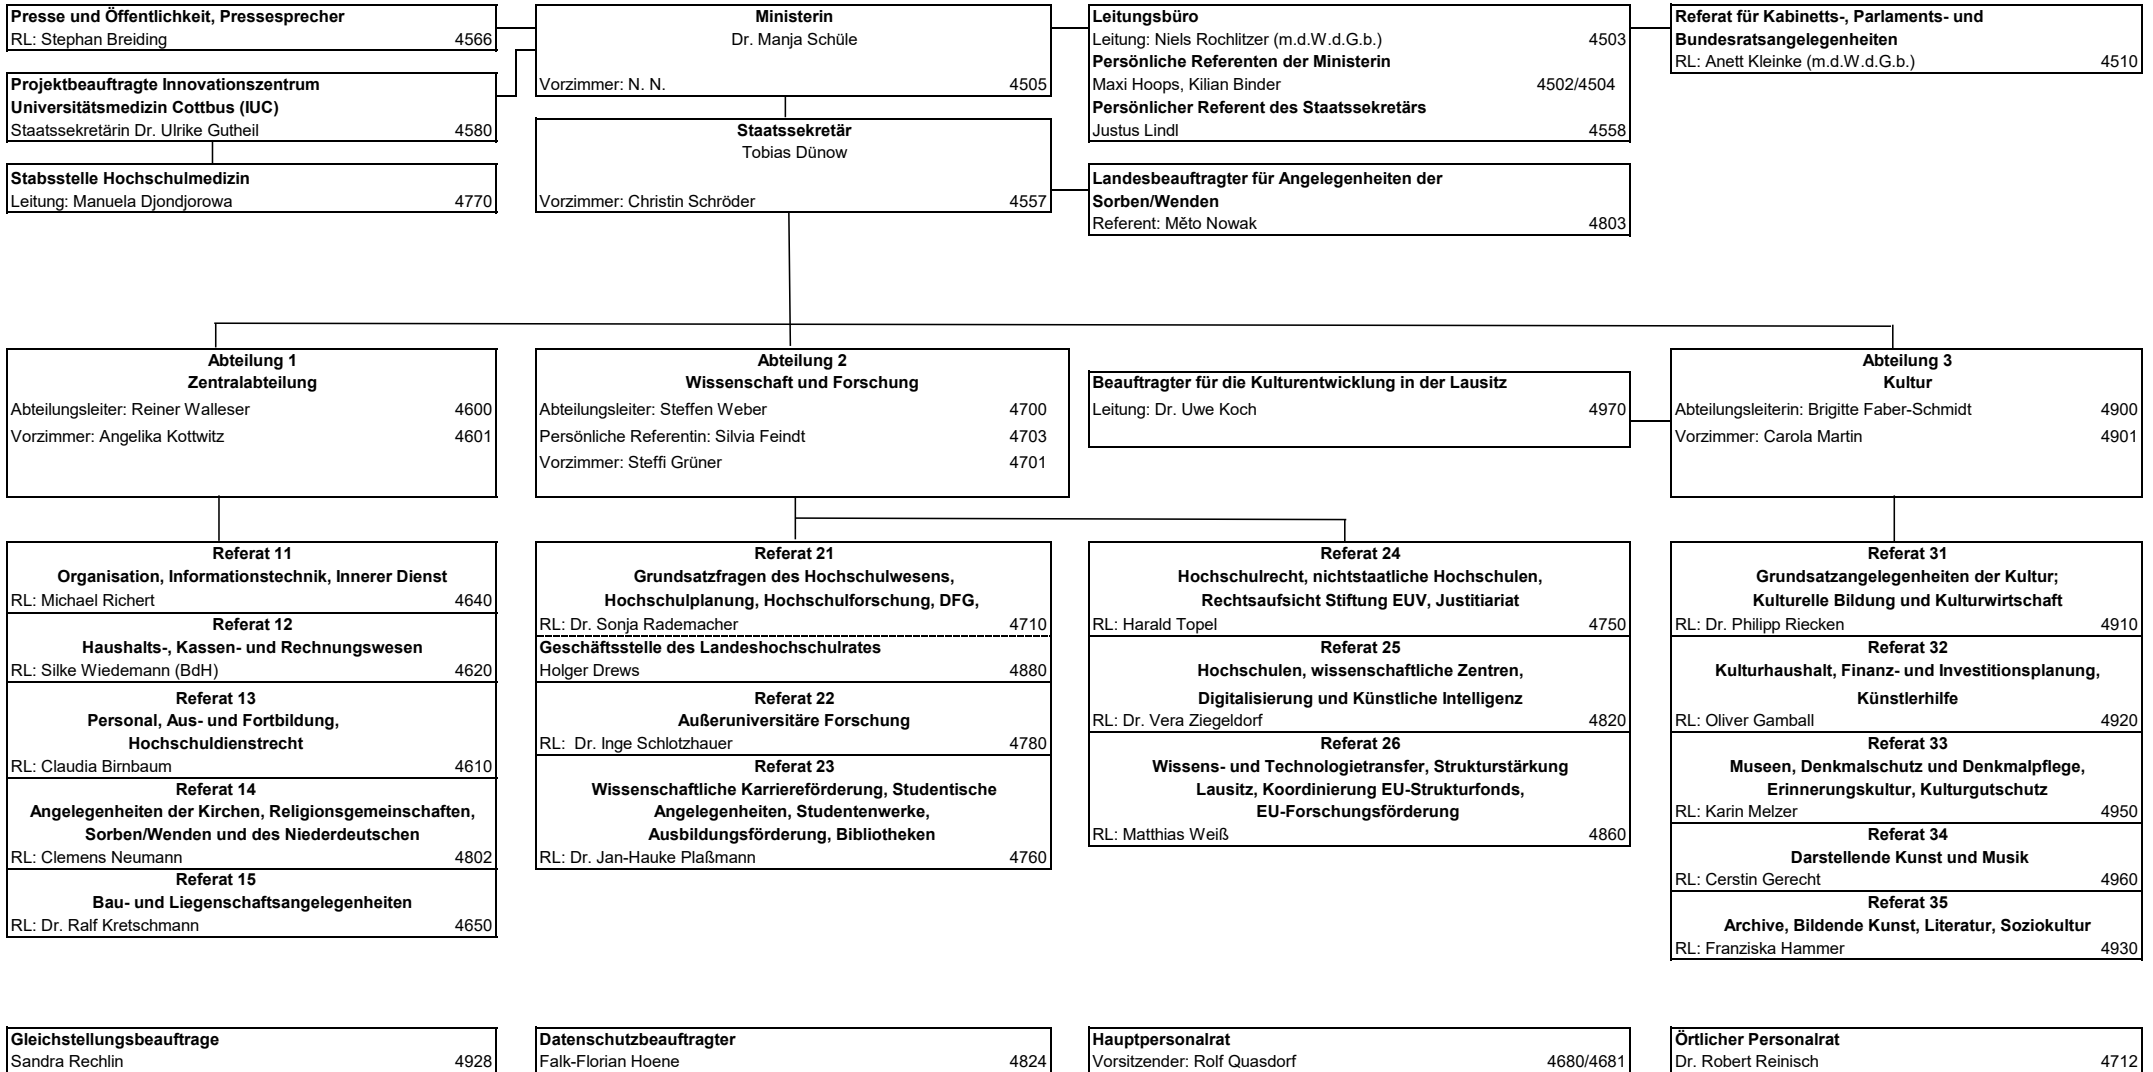 Presse und Öffentlichkeit, Pressesprecher
RL: Stephan Breiding 4566
Projektbeauftragte Innovationszentrum
Universitätsmedizin Cottbus (IUC)
Staatssekretärin Dr. Ulrike Gutheil 4580
Stabsstelle Hochschulmedizin
Leitung: Manuela Djondjorowa 4770
Ministerin
Dr. Manja Schüle
Vorzimmer: N. N. 4505
Staatssekretär
Tobias Dünow
Vorzimmer: Christin Schröder 4557
Leitungsbüro
Leitung: Niels Rochlitzer (m.d.W.d.G.b.) 4503
Persönliche Referenten der Ministerin
Maxi Hoops, Kilian Binder 4502/4504
Persönlicher Referent des Staatssekretärs
Justus Lindl 4558
Landesbeauftragter für Angelegenheiten der
Sorben/Wenden
Referent: Měto Nowak 4803
Referat für Kabinetts-, Parlaments- und
Bundesratsangelegenheiten
RL: Anett Kleinke (m.d.W.d.G.b.) 4510
Abteilung 1
Zentralabteilung
Abteilungsleiter: Reiner Walleser 4600
Vorzimmer: Angelika Kottwitz 4601
Abteilung 2
Wissenschaft und Forschung
Abteilungsleiter: Steffen Weber 4700
Persönliche Referentin: Silvia Feindt 4703
Vorzimmer: Steffi Grüner 4701
Beauftragter für die Kulturentwicklung in der Lausitz
Leitung: Dr. Uwe Koch 4970
Abteilung 3
Kultur
Abteilungsleiterin: Brigitte Faber-Schmidt 4900
Vorzimmer: Carola Martin 4901
Referat 11
Organisation, Informationstechnik, Innerer Dienst
RL: Michael Richert 4640
Referat 12
Haushalts-, Kassen- und Rechnungswesen
RL: Silke Wiedemann (BdH) 4620
Referat 13
Personal, Aus- und Fortbildung,
Hochschuldienstrecht
RL: Claudia Birnbaum 4610
Referat 14
Angelegenheiten der Kirchen, Religionsgemeinschaften,
Sorben/Wenden und des Niederdeutschen
RL: Clemens Neumann 4802
Referat 15
Bau- und Liegenschaftsangelegenheiten
RL: Dr. Ralf Kretschmann 4650
Referat 21
Grundsatzfragen des Hochschulwesens,
Hochschulplanung, Hochschulforschung, DFG,
RL: Dr. Sonja Rademacher 4710
Geschäftsstelle des Landeshochschulrates
Holger Drews 4880
Referat 22
Außeruniversitäre Forschung
RL: Dr. Inge Schlotzhauer 4780
Referat 23
Wissenschaftliche Karriereförderung, Studentische
Angelegenheiten, Studentenwerke,
Ausbildungsförderung, Bibliotheken
RL: Dr. Jan-Hauke Plaßmann 4760
Referat 24
Hochschulrecht, nichtstaatliche Hochschulen,
Rechtsaufsicht Stiftung EUV, Justitiariat
RL: Harald Topel 4750
Referat 25
Hochschulen, wissenschaftliche Zentren,
Digitalisierung und Künstliche Intelligenz
RL: Dr. Vera Ziegeldorf 4820
Referat 26
Wissens- und Technologietransfer, Strukturstärkung
Lausitz, Koordinierung EU-Strukturfonds,
EU-Forschungsförderung
RL: Matthias Weiß 4860
Referat 31
Grundsatzangelegenheiten der Kultur;
Kulturelle Bildung und Kulturwirtschaft
RL: Dr. Philipp Riecken 4910
Referat 32
Kulturhaushalt, Finanz- und Investitionsplanung,
Künstlerhilfe
RL: Oliver Gamball 4920
Referat 33
Museen, Denkmalschutz und Denkmalpflege,
Erinnerungskultur, Kulturgutschutz
RL: Karin Melzer 4950
Referat 34
Darstellende Kunst und Musik
RL: Cerstin Gerecht 4960
Referat 35
Archive, Bildende Kunst, Literatur, Soziokultur
RL: Franziska Hammer 4930
Gleichstellungsbeauftrage
Sandra Rechlin 4928
Datenschutzbeauftragter
Falk-Florian Hoene 4824
Hauptpersonalrat
Vorsitzender: Rolf Quasdorf 4680/4681
Örtlicher Personalrat
Dr. Robert Reinisch 4712